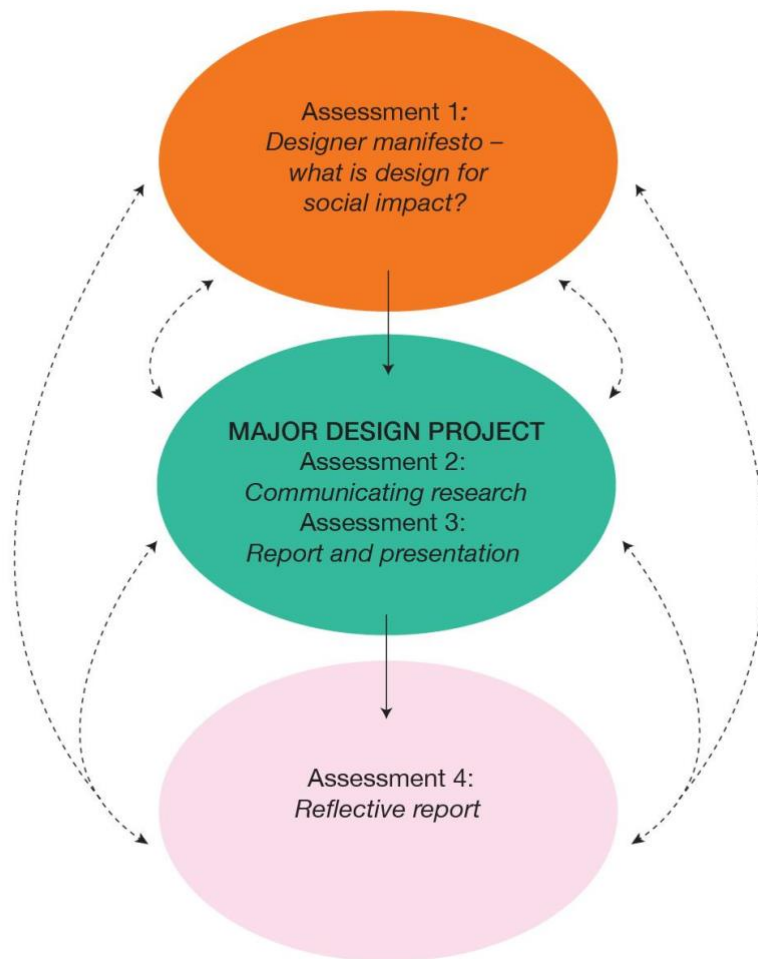 Assessment 1:
Designer manifesto –
what is design for
social impact?
MAJOR DESIGN PROJECT
Assessment 2:
Communicating research
Assessment 3:
Report and presentation
Assessment 4:
Reflective report